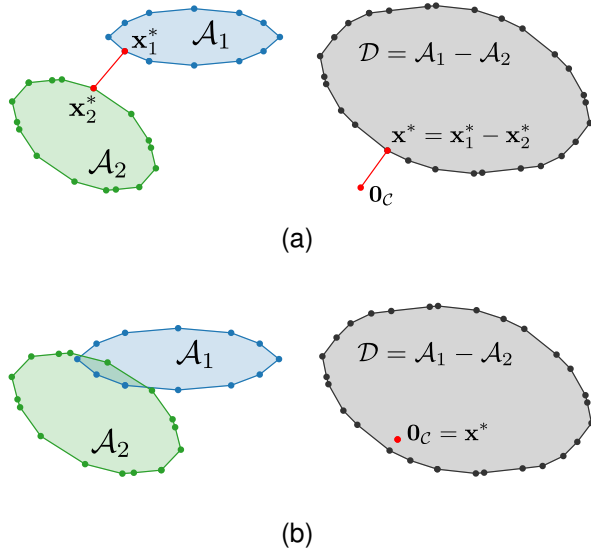 𝒜₁
𝐱₁*
𝐱₂*
𝒜₂
𝒟 = 𝒜₁ − 𝒜₂
𝐱* = 𝐱₁* − 𝐱₂*
𝟎_𝒞
(a)
𝒜₁
𝒜₂
𝒟 = 𝒜₁ − 𝒜₂
𝟎_𝒞 = 𝐱*
(b)